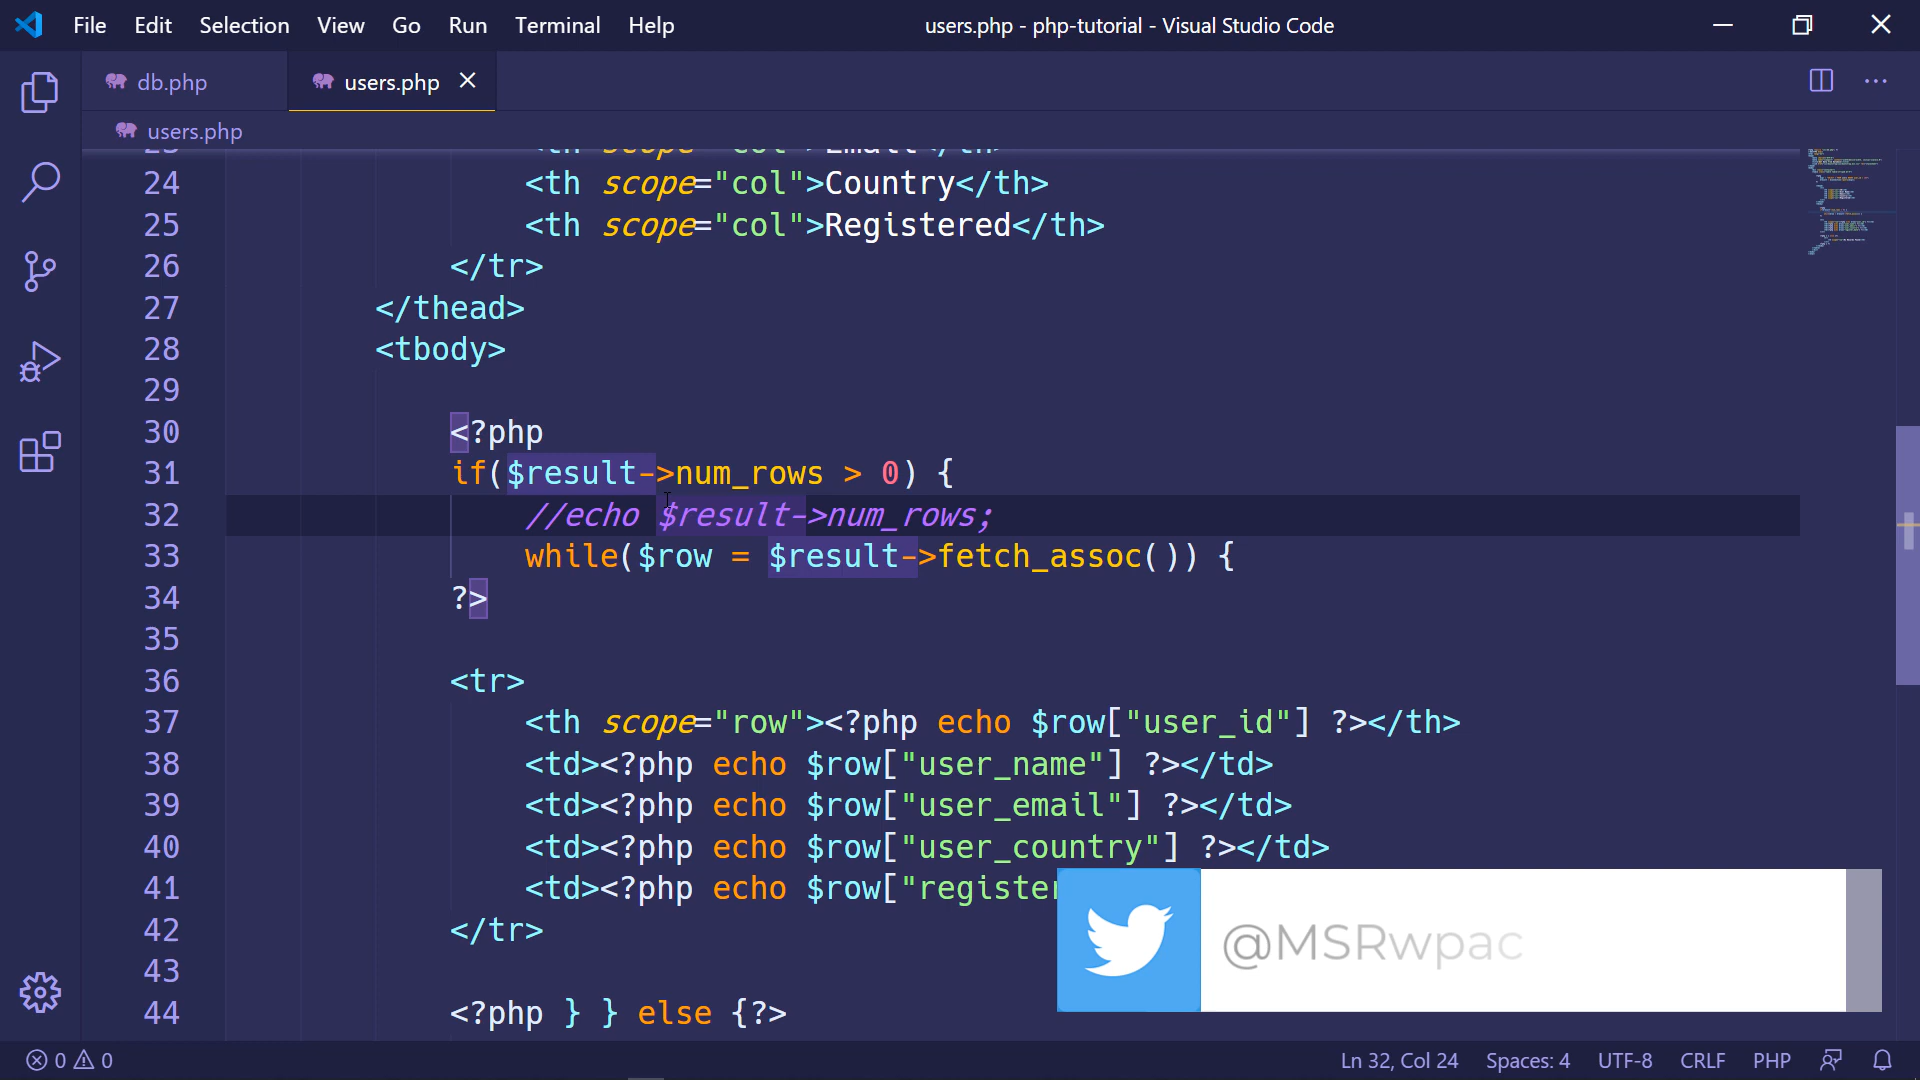 File Edit Selection View Go Run Terminal Help users.php - php-tutorial - Visual Studio Code
db.php users.php
users.php
24 <th scope="col">Country</th>
25 <th scope="col">Registered</th>
26 </tr>
27 </thead>
28 <tbody>
29
30 <?php
31 if($result->num_rows > 0) {
32 //echo $result->num_rows;
33 while($row = $result->fetch_assoc()) {
34 ?>
35
36 <tr>
37 <th scope="row"><?php echo $row["user_id"] ?></th>
38 <td><?php echo $row["user_name"] ?></td>
39 <td><?php echo $row["user_email"] ?></td>
40 <td><?php echo $row["user_country"] ?></td>
41 <td><?php echo $row["register
42 </tr>
43
44 <?php } } else {?>
@MSRwpac
0 0 Ln 32, Col 24 Spaces: 4 UTF-8 CRLF PHP